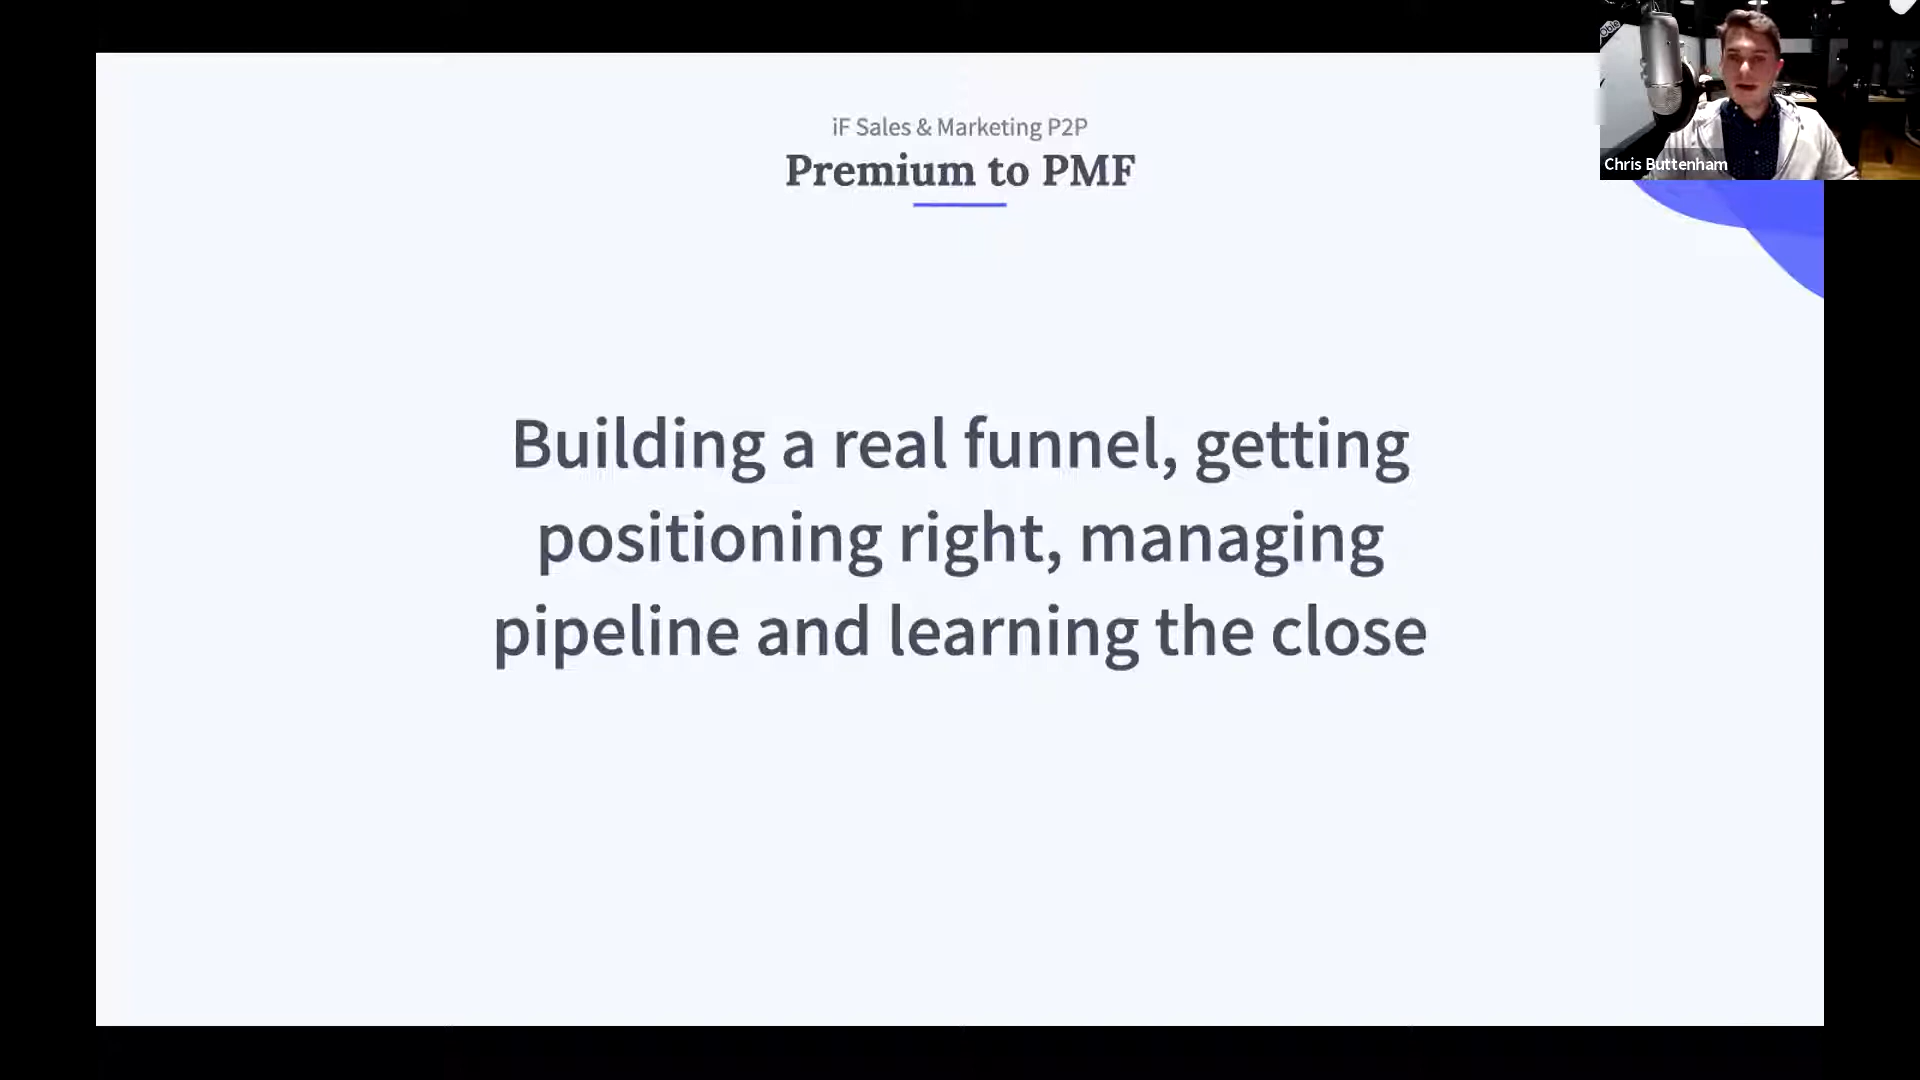 iF Sales & Marketing P2P
Premium to PMF
Building a real funnel, getting
positioning right, managing
pipeline and learning the close
Chris Buttenham